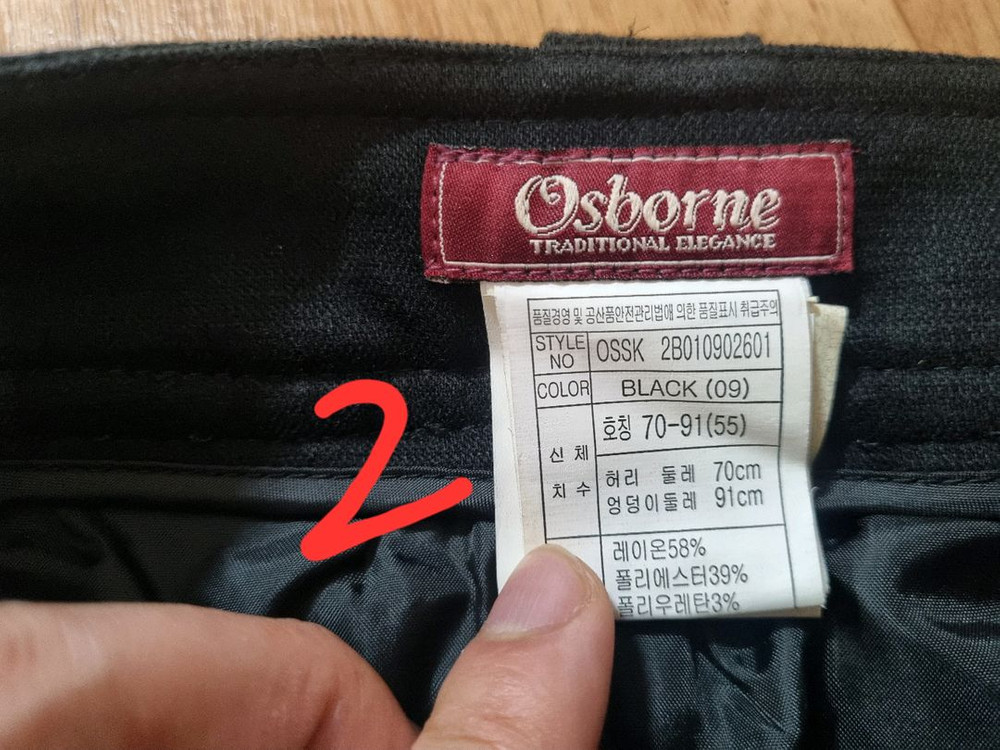 Osborne
TRADITIONAL ELEGANCE
품질경영 및 공산품안전관리법에 의한 품질표시 취급주의
STYLE NO OSSK 2B010902601
COLOR BLACK (09)
신체 치수
호칭 70-91(55)
허리 둘레 70cm
엉덩이둘레 91cm
레이온58%
폴리에스터39%
폴리우레탄3%
2